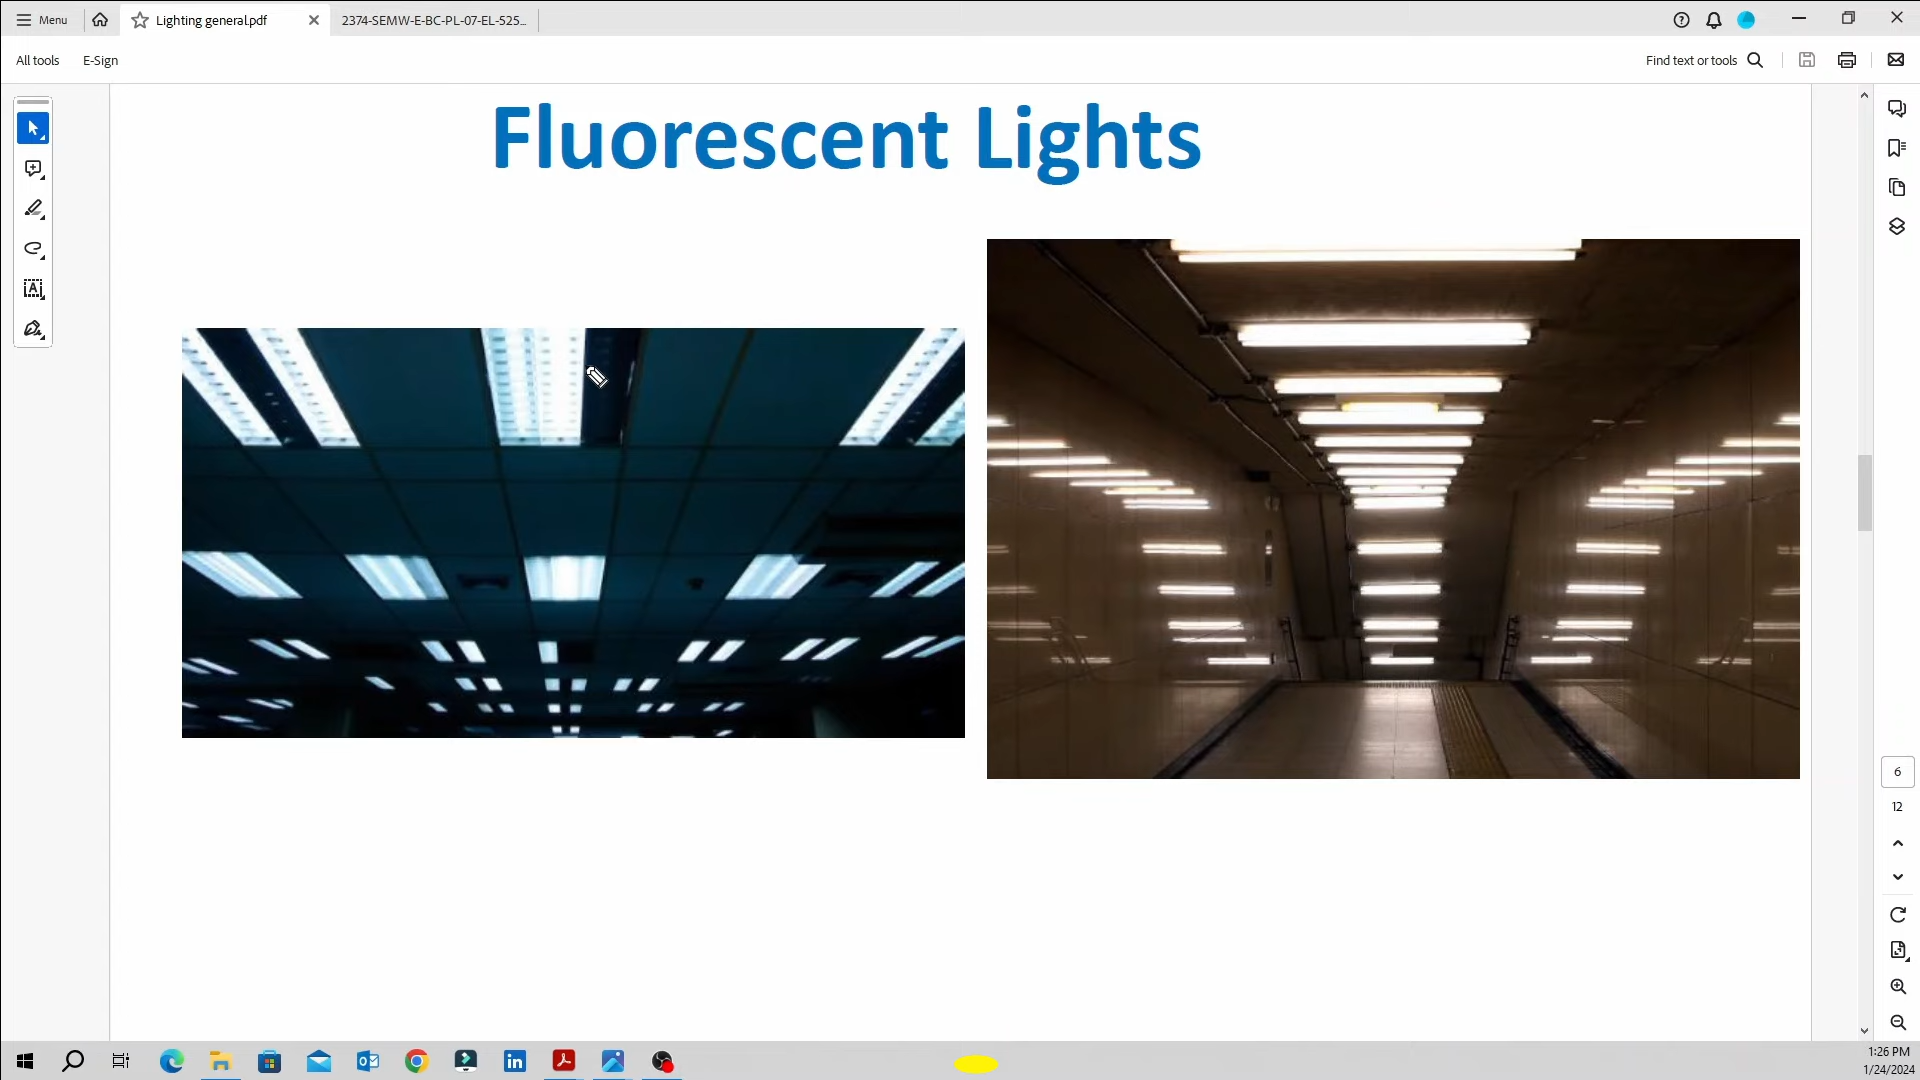 Menu
Lighting general.pdf
2374-SEMW-E-BC-PL-07-EL-525...
All tools
E-Sign
Find text or tools
Fluorescent Lights
6
12
1:26 PM
1/24/2024